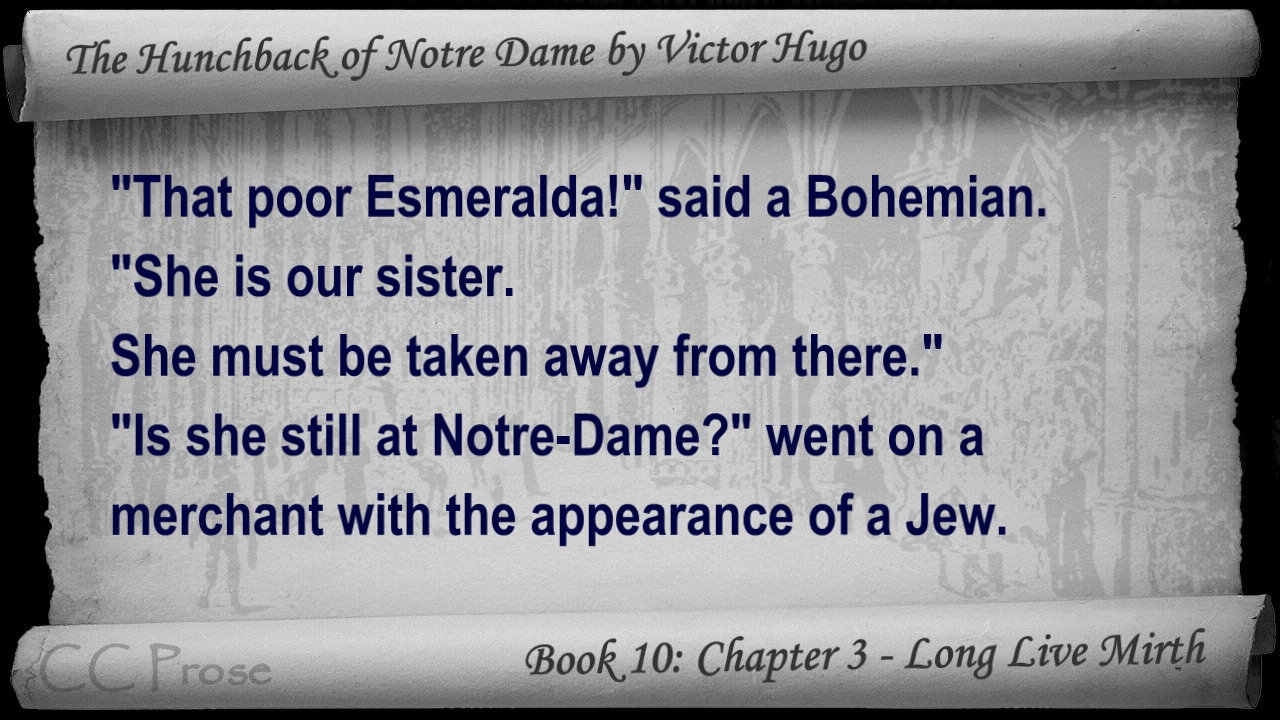 The Hunchback of Notre Dame by Victor Hugo
"That poor Esmeralda!" said a Bohemian.
"She is our sister.
She must be taken away from there."
"Is she still at Notre-Dame?" went on a
merchant with the appearance of a Jew.
CC Prose
Book 10: Chapter 3 - Long Live Mirth